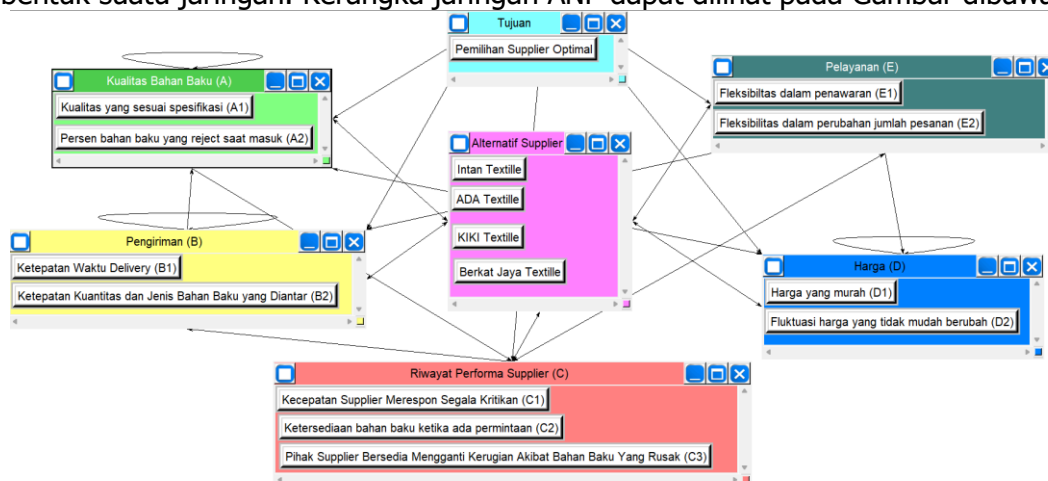 bentuk suatu jaringan. Kerangka jaringan ANP dapat dilihat pada Gambar dibawa
Tujuan
Pemilihan Supplier Optimal
Kualitas Bahan Baku (A)
Kualitas yang sesuai spesifikasi (A1)
Persen bahan baku yang reject saat masuk (A2)
Pelayanan (E)
Fleksibiltas dalam penawaran (E1)
Fleksibilitas dalam perubahan jumlah pesanan (E2)
Alternatif Supplier
Intan Textille
ADA Textille
KIKI Textille
Berkat Jaya Textille
Pengiriman (B)
Ketepatan Waktu Delivery (B1)
Ketepatan Kuantitas dan Jenis Bahan Baku yang Diantar (B2)
Harga (D)
Harga yang murah (D1)
Fluktuasi harga yang tidak mudah berubah (D2)
Riwayat Performa Supplier (C)
Kecepatan Supplier Merespon Segala Kritikan (C1)
Ketersediaan bahan baku ketika ada permintaan (C2)
Pihak Supplier Bersedia Mengganti Kerugian Akibat Bahan Baku Yang Rusak (C3)